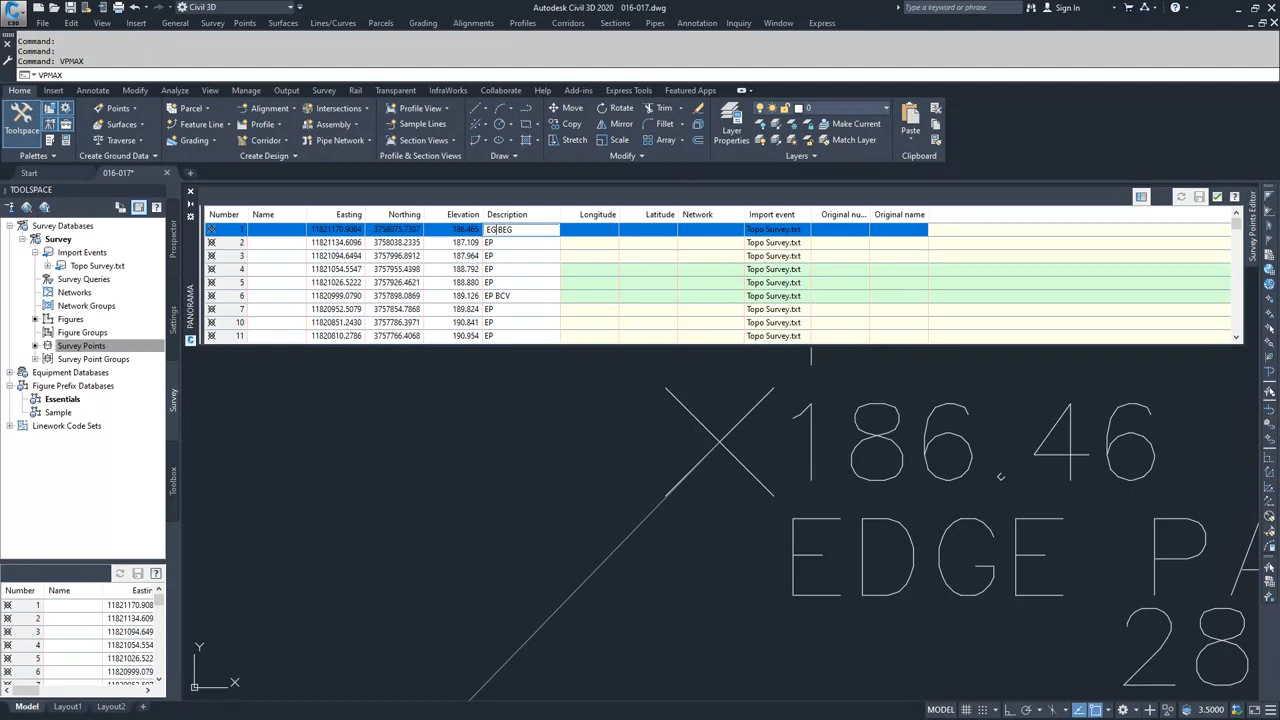 C3D Civil 3D Autodesk Civil 3D 2020 016-017.dwg Type a keyword or phrase Sign In
File Edit View Insert General Survey Points Surfaces Lines/Curves Parcels Grading Alignments Profiles Corridors Sections Pipes Annotation Inquiry Window Express
Command:
Command:
Command: VPMAX
VPMAX
Home Insert Annotate Modify Analyze View Manage Output Survey Rail Transparent InfraWorks Collaborate Help Add-ins Express Tools Featured Apps
Toolspace
Points Parcel Alignment Intersections Profile View Move Rotate Trim 0
Surfaces Feature Line Profile Assembly Sample Lines Copy Mirror Fillet Make Current
Traverse Grading Corridor Pipe Network Section Views Stretch Scale Array Match Layer
Layer Properties
Paste
Palettes Create Ground Data Create Design Profile & Section Views Draw Modify Layers Clipboard
Start 016-017*
TOOLSPACE
Survey Databases
Survey
Import Events
Topo Survey.txt
Survey Queries
Networks
Network Groups
Figures
Figure Groups
Survey Points
Survey Point Groups
Equipment Databases
Figure Prefix Databases
Essentials
Sample
Linework Code Sets
Prospector
Settings
Survey
Toolbox
Number Name Eastin
1 11821170.908
2 11821134.609
3 11821094.649
4 11821054.554
5 11821026.522
6 11820999.079
PANORAMA
Survey Points Editor
Number Name Easting Northing Elevation Description Longitude Latitude Network Import event Original nu... Original name
1 11821170.9084 3758075.7307 186.465 EG BEG Topo Survey.txt
2 11821134.6096 3758038.2335 187.109 EP Topo Survey.txt
3 11821094.6494 3757996.8912 187.964 EP Topo Survey.txt
4 11821054.5547 3757955.4398 188.792 EP Topo Survey.txt
5 11821026.5222 3757926.4621 188.880 EP Topo Survey.txt
6 11820999.0790 3757898.0869 189.126 EP BCV Topo Survey.txt
7 11820952.5079 3757854.7868 189.824 EP Topo Survey.txt
10 11820851.2430 3757786.3971 190.841 EP Topo Survey.txt
11 11820810.2786 3757766.4068 190.954 EP Topo Survey.txt
186.46
EDGE PA
28
Y
X
Model Layout1 Layout2
MODEL 3.5000